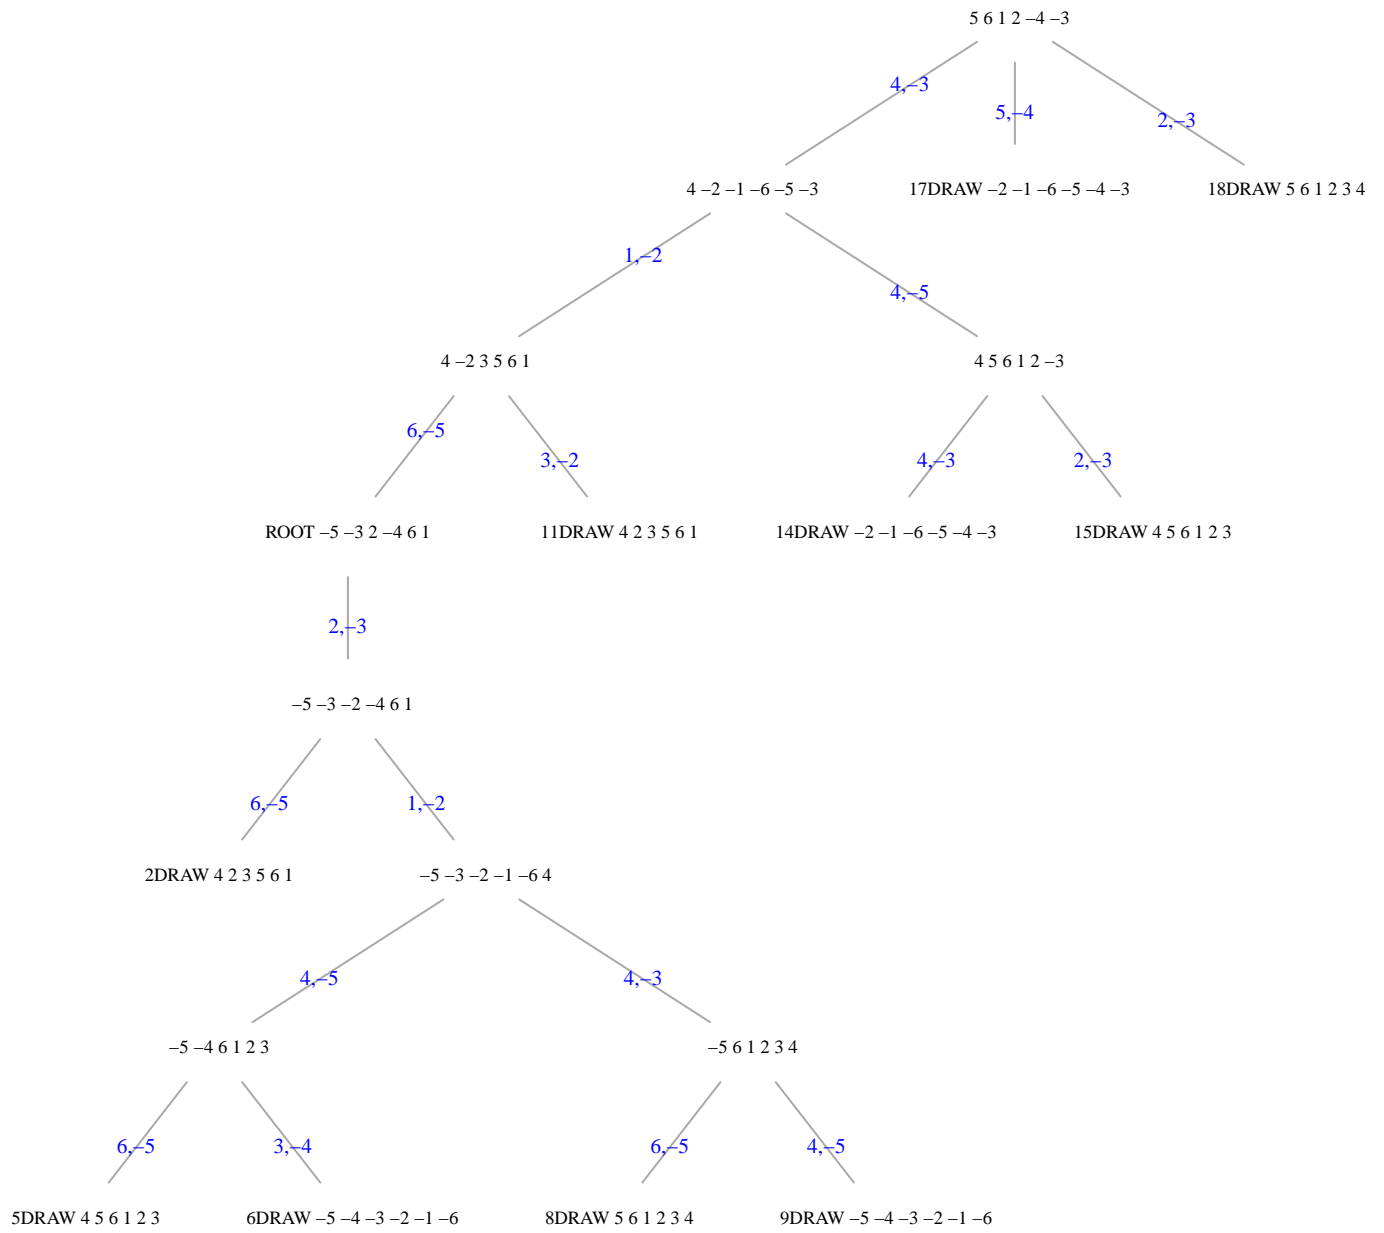 5 6 1 2 –4 –3
4,–3
5,–4
2,–3
4 –2 –1 –6 –5 –3
17DRAW –2 –1 –6 –5 –4 –3
18DRAW 5 6 1 2 3 4
1,–2
4,–5
4 –2 3 5 6 1
4 5 6 1 2 –3
6,–5
3,–2
4,–3
2,–3
ROOT –5 –3 2 –4 6 1
11DRAW 4 2 3 5 6 1
14DRAW –2 –1 –6 –5 –4 –3
15DRAW 4 5 6 1 2 3
2,–3
–5 –3 –2 –4 6 1
6,–5
1,–2
2DRAW 4 2 3 5 6 1
–5 –3 –2 –1 –6 4
4,–5
4,–3
–5 –4 6 1 2 3
–5 6 1 2 3 4
6,–5
3,–4
6,–5
4,–5
5DRAW 4 5 6 1 2 3
6DRAW –5 –4 –3 –2 –1 –6
8DRAW 5 6 1 2 3 4
9DRAW –5 –4 –3 –2 –1 –6